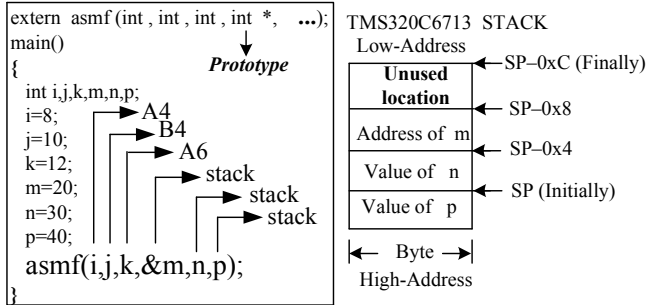 extern asmf (int , int , int , int *, ...);
main()
Prototype
{
int i,j,k,m,n,p;
i=8;
A4
j=10;
B4
k=12;
A6
m=20;
stack
n=30;
stack
p=40;
stack
asmf(i,j,k,&m,n,p);
}
TMS320C6713 STACK
Low-Address
SP–0xC (Finally)
Unused
location
SP–0x8
Address of m
SP–0x4
Value of n
SP (Initially)
Value of p
Byte
High-Address